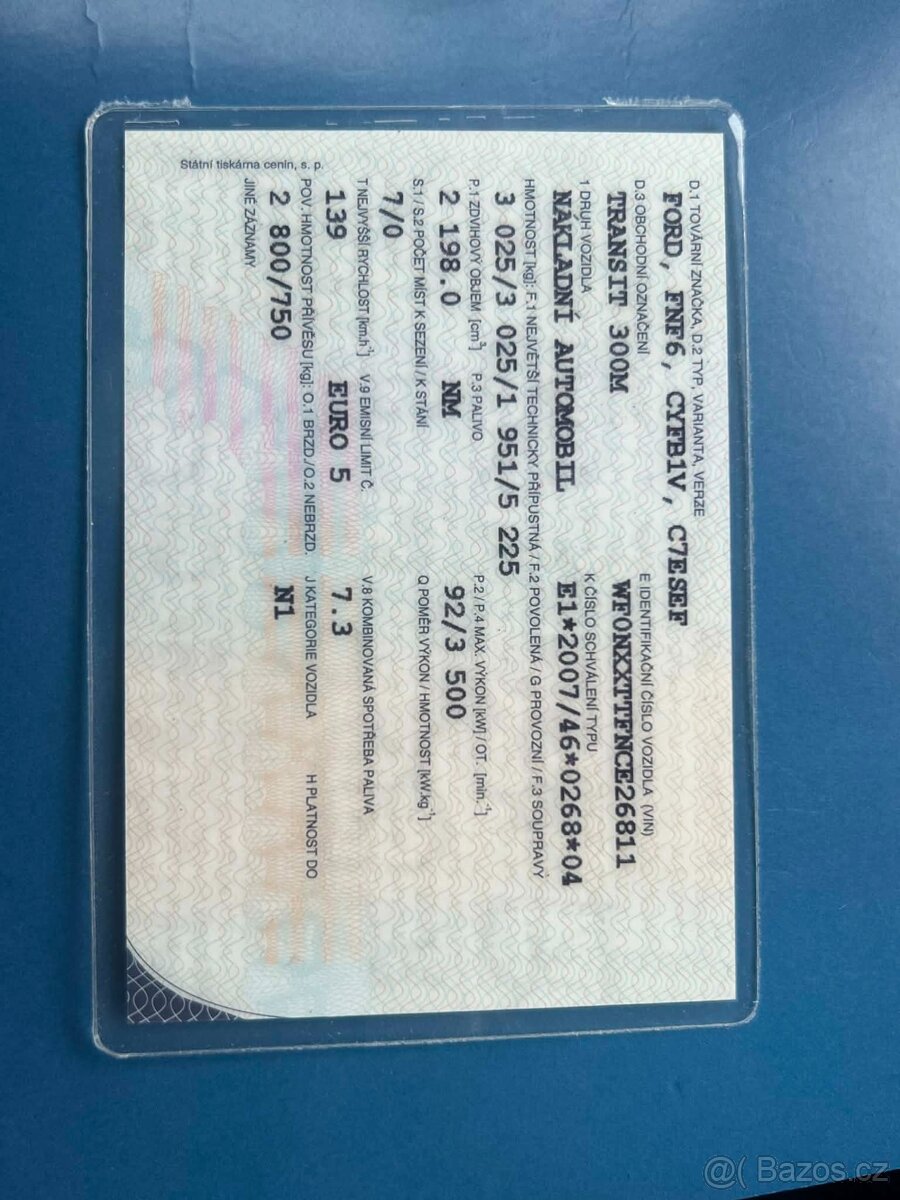 D.1 TOVÁRNÍ ZNAČKA, D.2 TYP, VARIANTA, VERZE
FORD, FNF6, CYFB1V, C7ESEF
D.3 OBCHODNÍ OZNAČENÍ E IDENTIFIKAČNÍ ČÍSLO VOZIDLA (VIN)
TRANSIT 300M WF0NXXTTFNCE26811
1 DRUH VOZIDLA K ČÍSLO SCHVÁLENÍ TYPU
NÁKLADNÍ AUTOMOBIL E1*2007/46*0268*04
HMOTNOST [kg]: F.1 NEJVĚTŠÍ TECHNICKY PŘÍPUSTNÁ / F.2 POVOLENÁ / G PROVOZNÍ / F.3 SOUPRAVY
3 025/3 025/1 951/5 225
P.1 ZDVIHOVÝ OBJEM [cm³] P.3 PALIVO P.2 / P.4 MAX. VÝKON [kW] / OT. [min.⁻¹]
2 198.0 NM 92/3 500
S.1 / S.2 POČET MÍST K SEZENÍ / K STÁNÍ Q POMĚR VÝKON / HMOTNOST [kW.kg⁻¹]
7/0
T NEJVYŠŠÍ RYCHLOST [km.h⁻¹] V.9 EMISNÍ LIMIT Č. V.8 KOMBINOVANÁ SPOTŘEBA PALIVA
139 EURO 5 7.3
POV. HMOTNOST PŘÍVĚSU [kg]: O.1 BRZD./O.2 NEBRZD. J KATEGORIE VOZIDLA H PLATNOST DO
2 800/750 N1
JINÉ ZÁZNAMY
Státní tiskárna cenin, s. p.
@( Bazos.cz